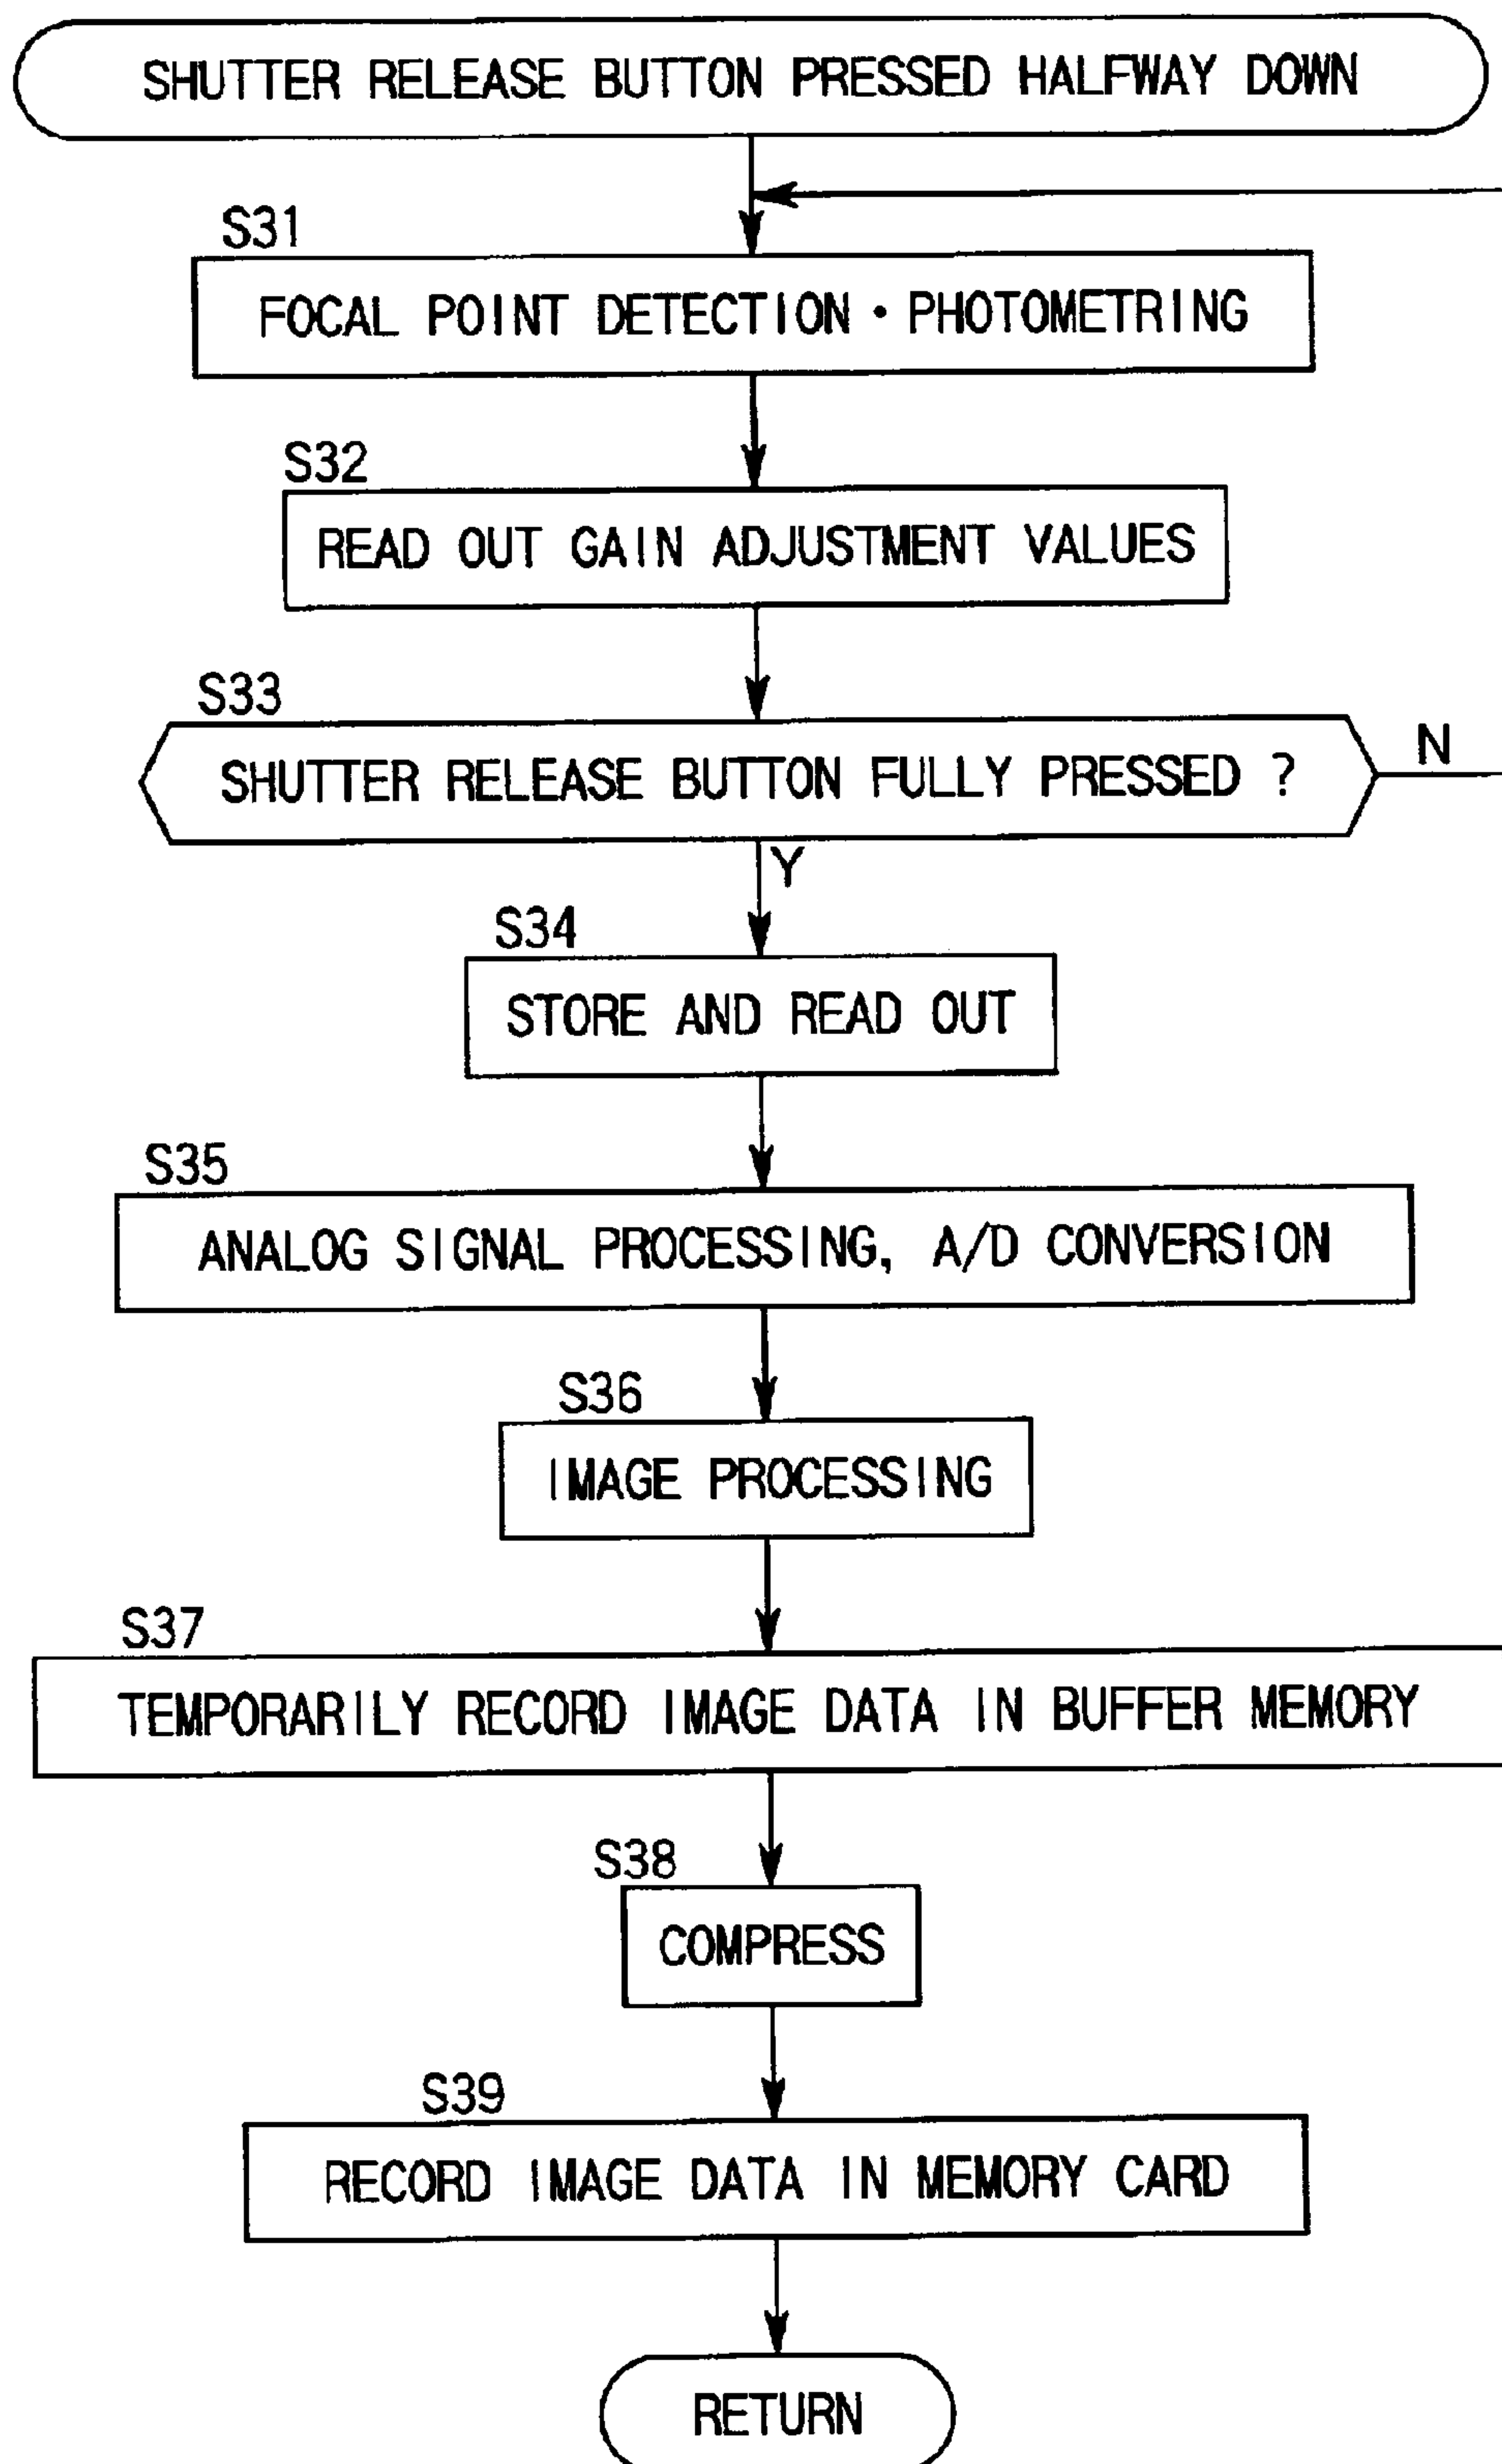 SHUTTER RELEASE BUTTON PRESSED HALFWAY DOWN
S31
FOCAL POINT DETECTION・PHOTOMETRING
S32
READ OUT GAIN ADJUSTMENT VALUES
S33
SHUTTER RELEASE BUTTON FULLY PRESSED ?
N
Y
S34
STORE AND READ OUT
S35
ANALOG SIGNAL PROCESSING, A/D CONVERSION
S36
IMAGE PROCESSING
S37
TEMPORARILY RECORD IMAGE DATA IN BUFFER MEMORY
S38
COMPRESS
S39
RECORD IMAGE DATA IN MEMORY CARD
RETURN